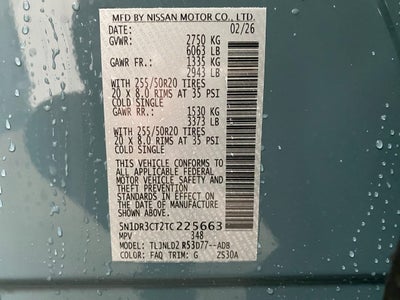 MFD BY NISSAN MOTOR CO., LTD.
DATE: 02/26
GVWR: 2750 KG
6063 LB
GAWR FR.: 1335 KG
2943 LB
WITH 255/50R20 TIRES
20 x 8.0 RIMS AT 35 PSI
COLD SINGLE
GAWR RR.: 1530 KG
3373 LB
WITH 255/50R20 TIRES
20 x 8.0 RIMS AT 35 PSI
COLD SINGLE
THIS VEHICLE CONFORMS TO
ALL APPLICABLE FEDERAL
MOTOR VEHICLE SAFETY AND
THEFT PREVENTION
STANDARDS IN EFFECT ON
THE DATE OF MANUFACTURE
SHOWN ABOVE.
5N1DR3CT2TC225663
MPV 348
MODEL: TLJNLD2 R53D77--ADB
COLOR: FAQ TRIM: G 2530A